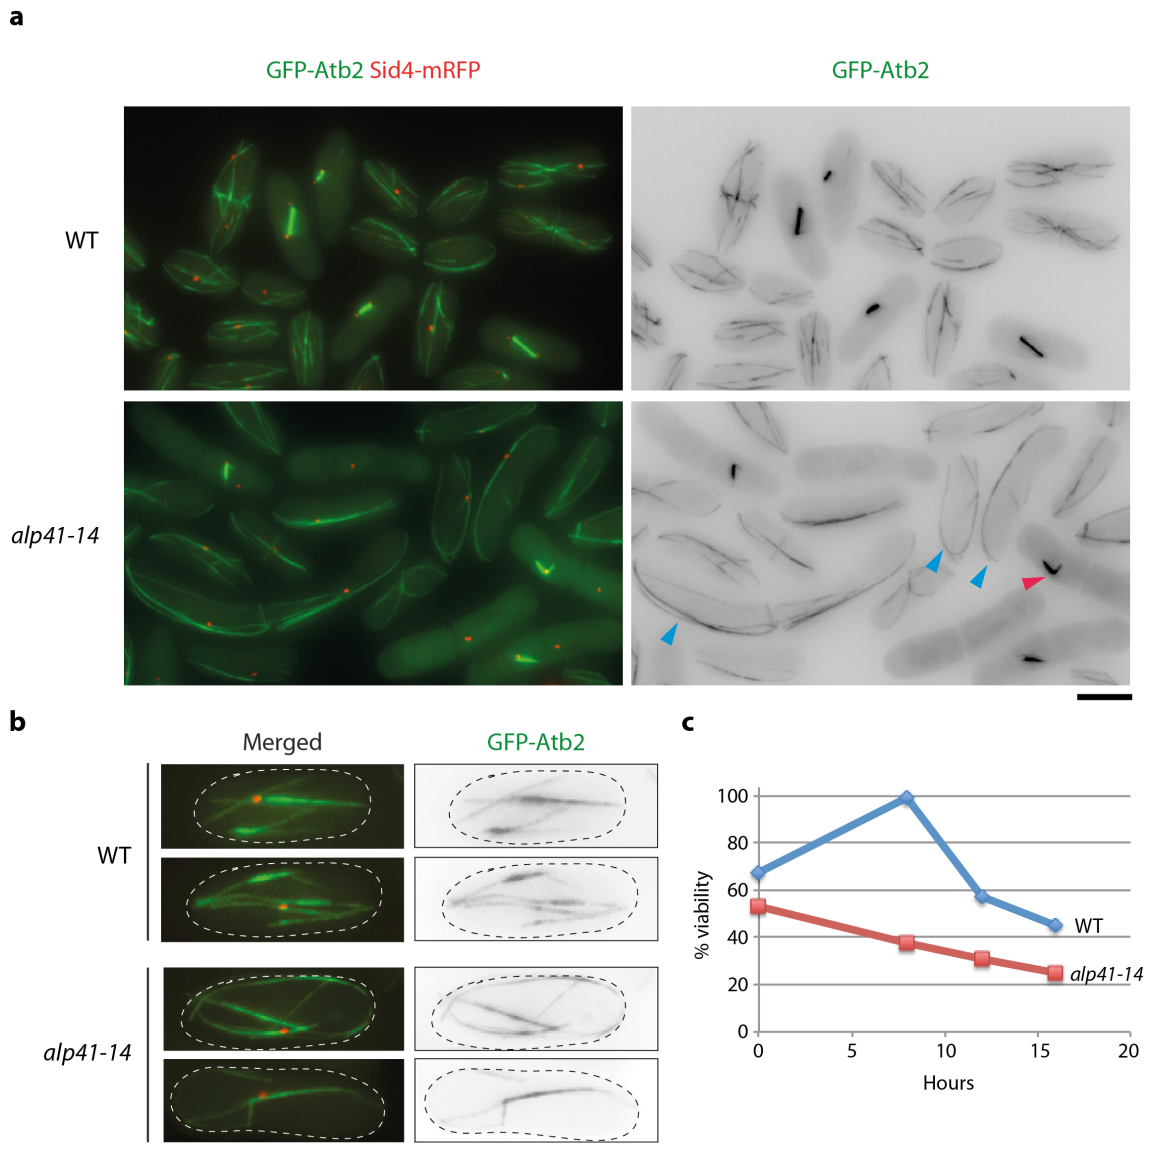 a
GFP-Atb2 Sid4-mRFP
GFP-Atb2
WT
alp41-14
b
Merged
GFP-Atb2
WT
alp41-14
c
% viability
100
80
60
40
20
0
0 5 10 15 20
Hours
WT
alp41-14